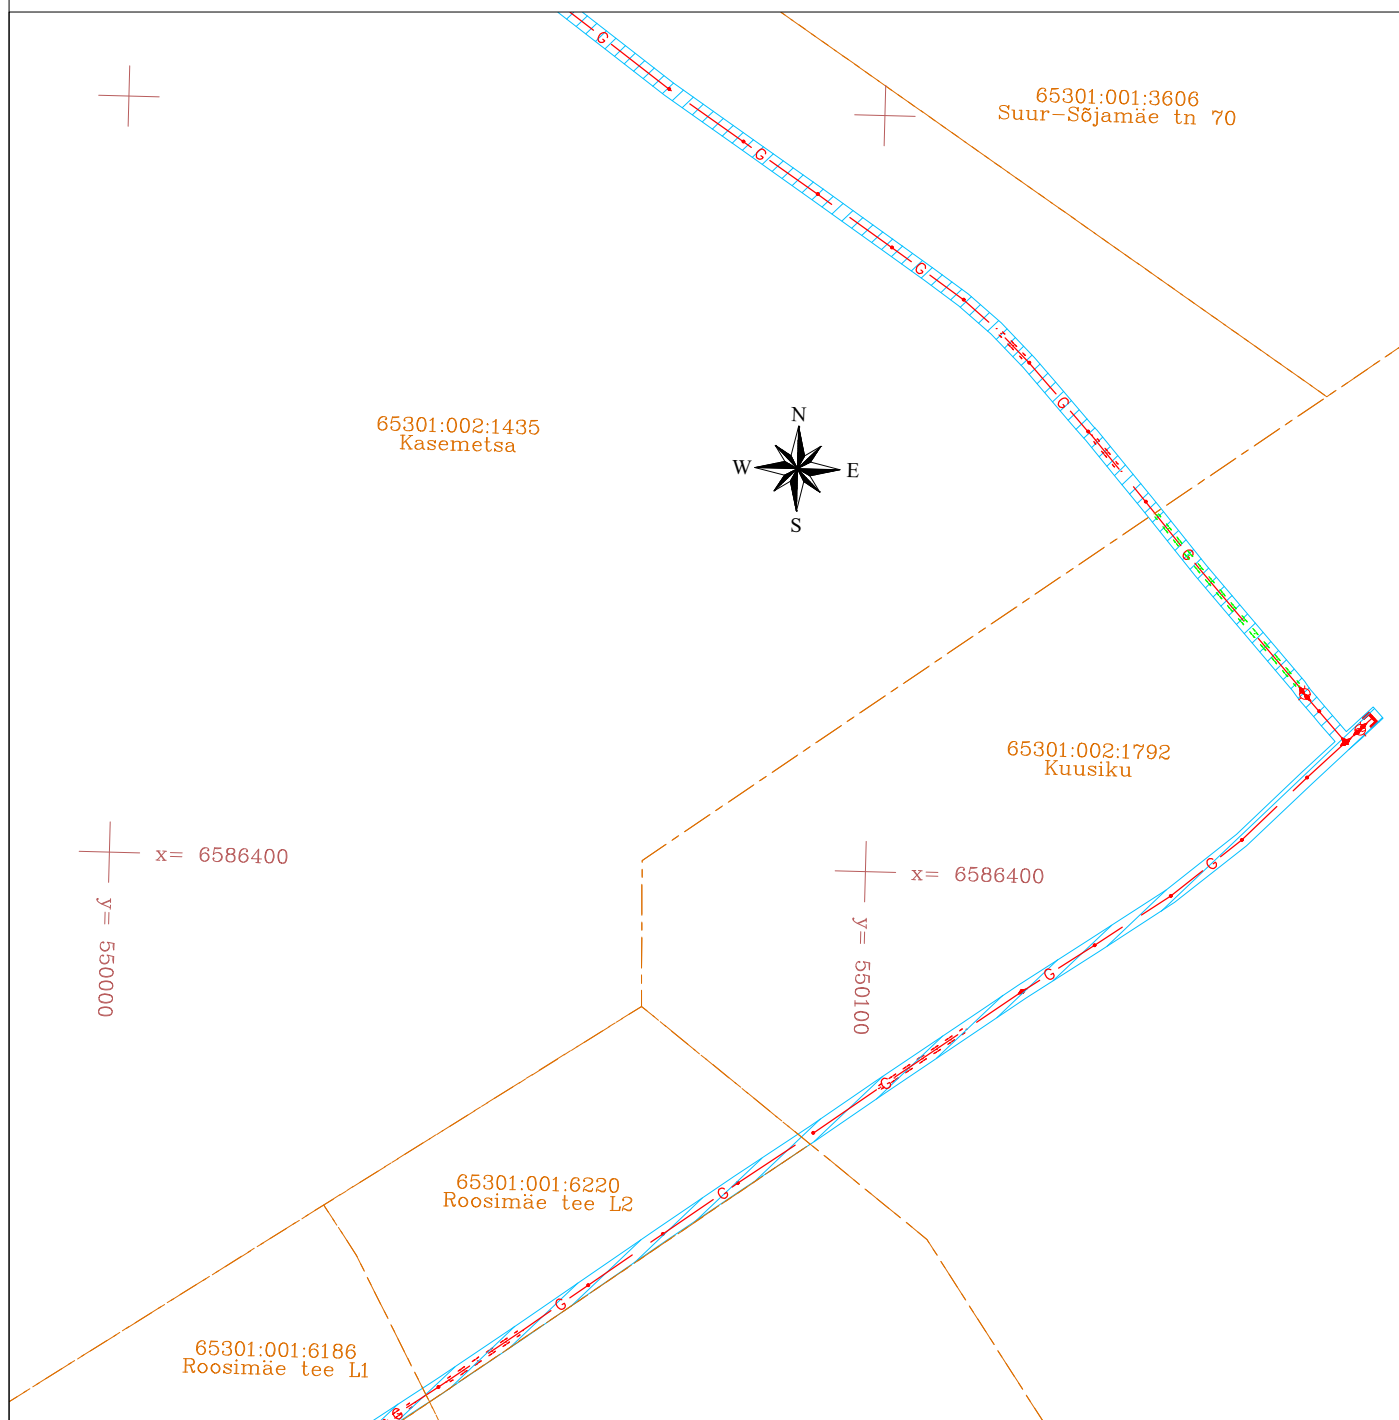 G
65301:001:3606
Suur-Sõjamäe tn 70
G
G
G
65301:002:1435
Kasemetsa
N
W
E
S
G
65301:002:1792
Kuusiku
x= 6586400
y= 550000
x= 6586400
y= 550100
G
G
G
65301:001:6220
Roosimäe tee L2
G
G
65301:001:6186
Roosimäe tee L1
G